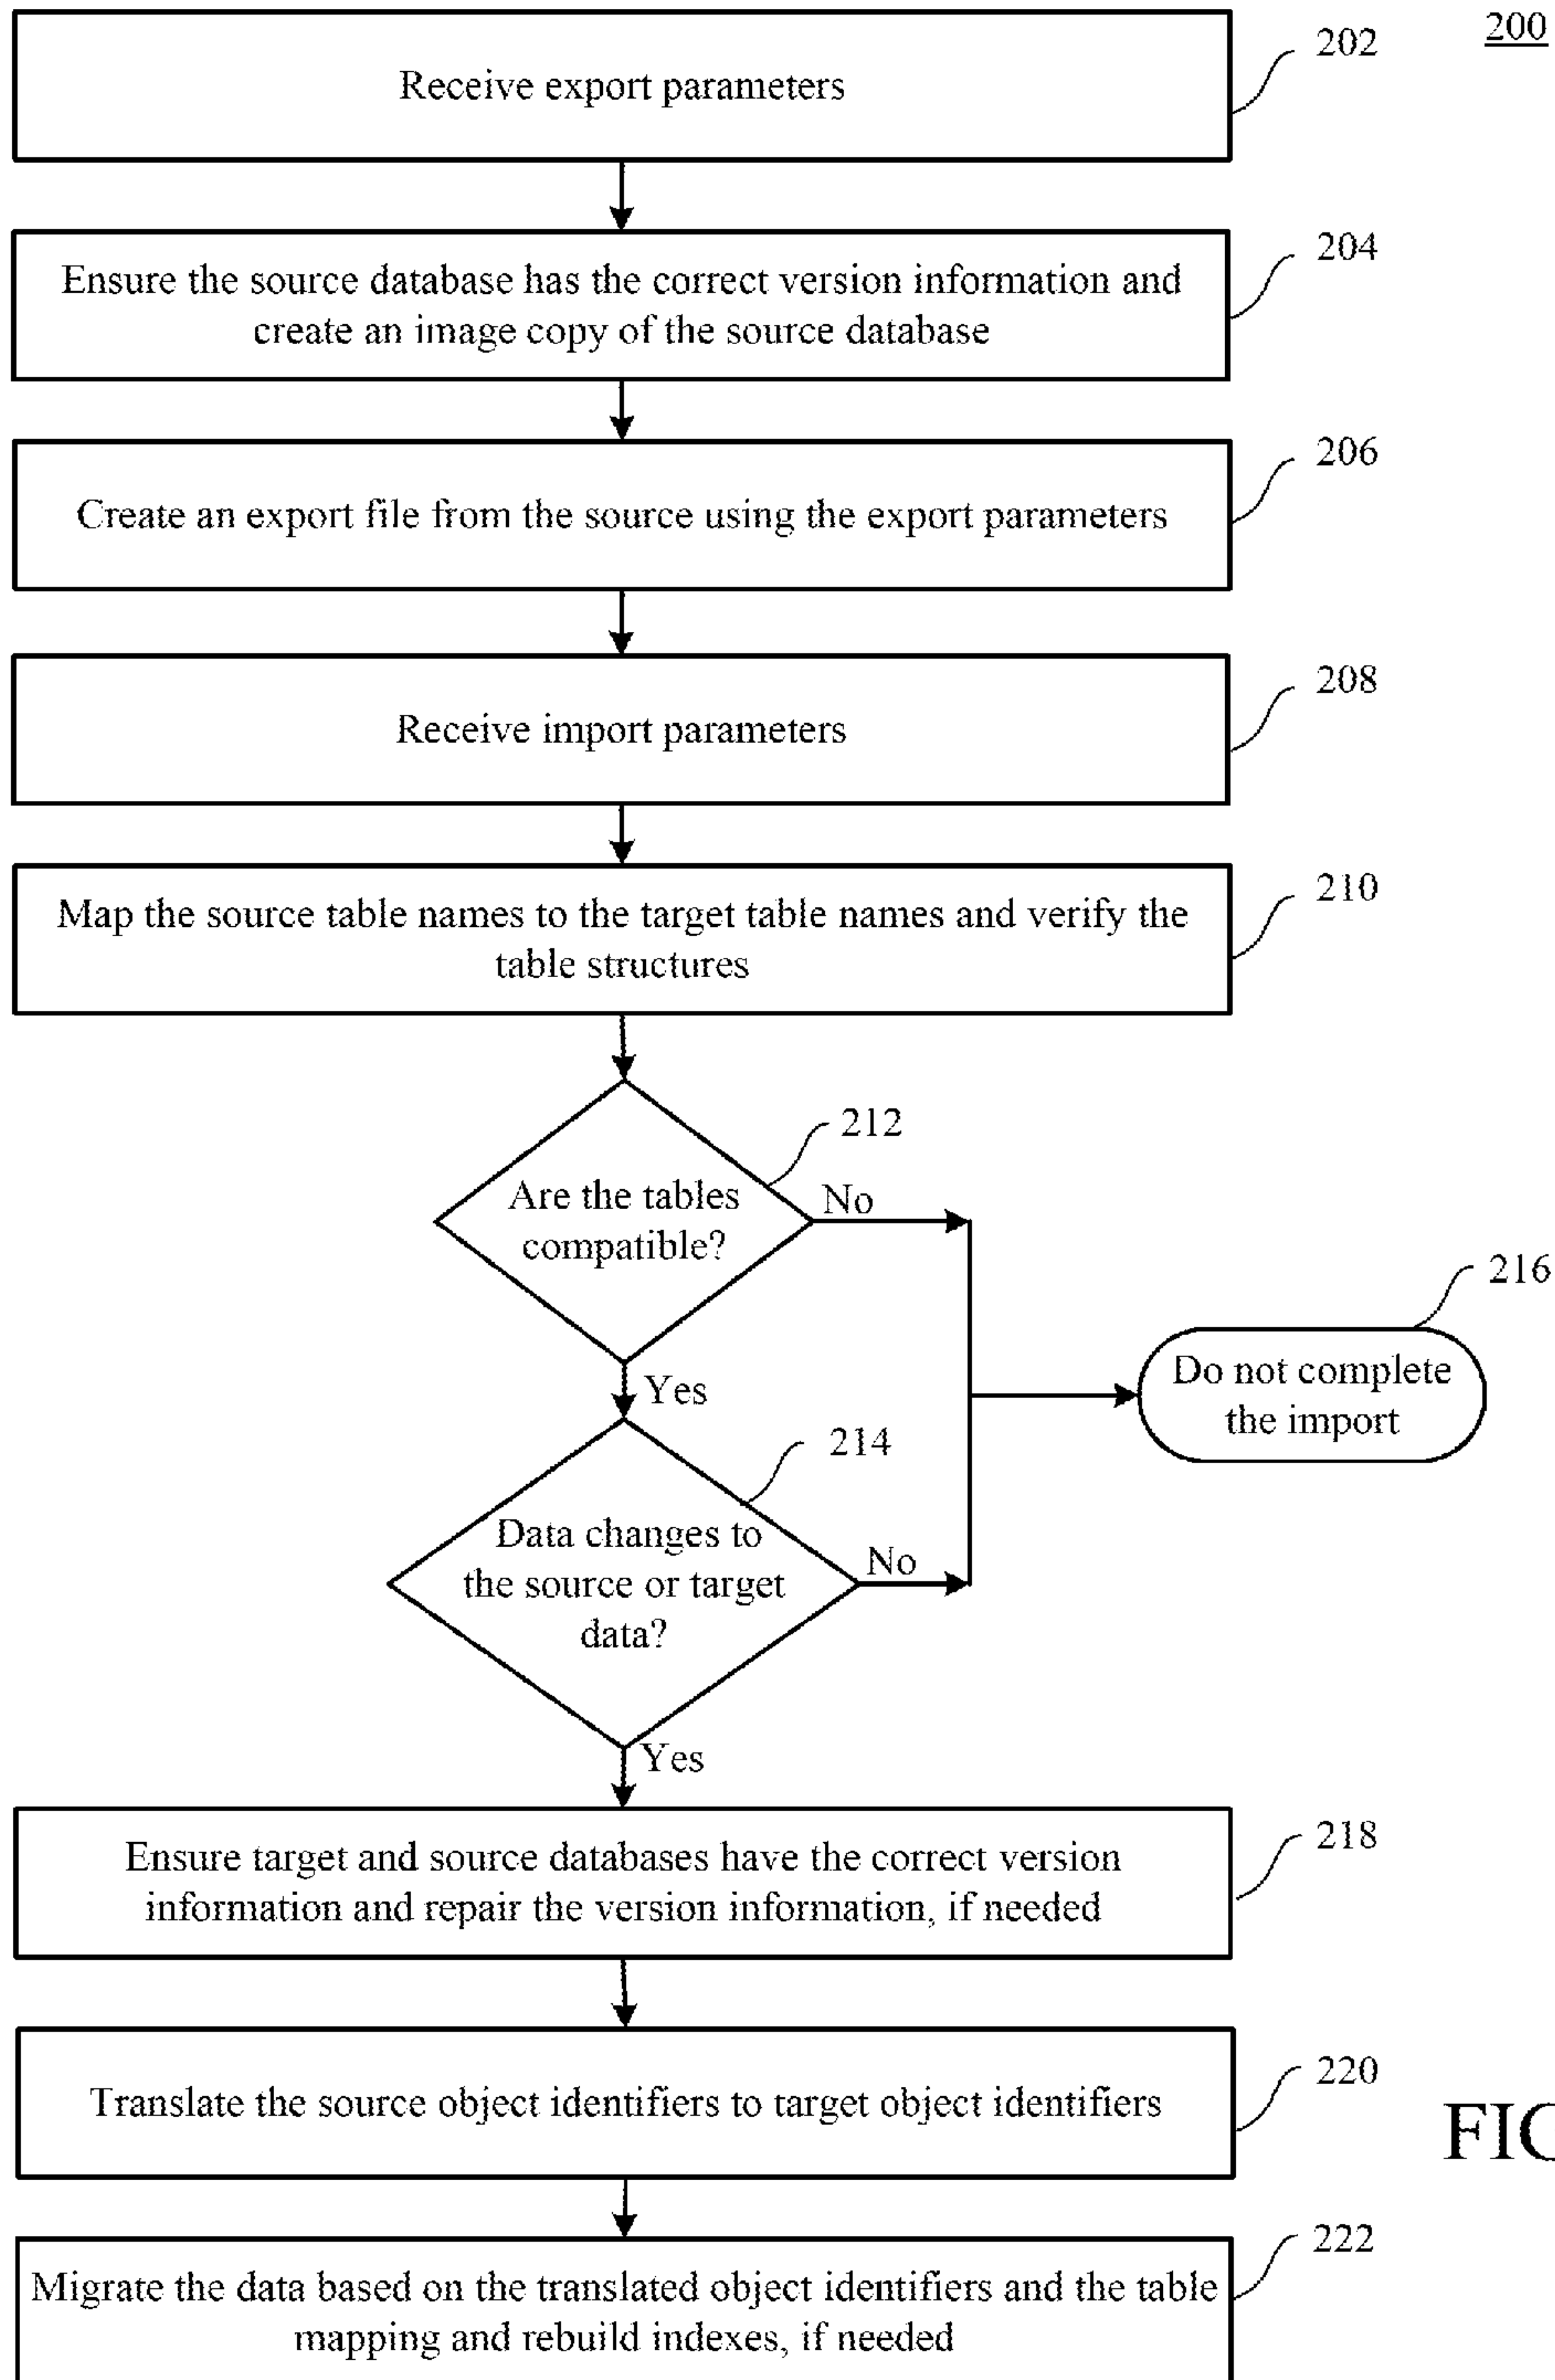 200
202
Receive export parameters
204
Ensure the source database has the correct version information and
create an image copy of the source database
206
Create an export file from the source using the export parameters
208
Receive import parameters
210
Map the source table names to the target table names and verify the
table structures
212
Are the tables
compatible?
No
Yes
216
Do not complete
the import
214
Data changes to
the source or target
data?
No
Yes
218
Ensure target and source databases have the correct version
information and repair the version information, if needed
220
Translate the source object identifiers to target object identifiers
222
Migrate the data based on the translated object identifiers and the table
mapping and rebuild indexes, if needed